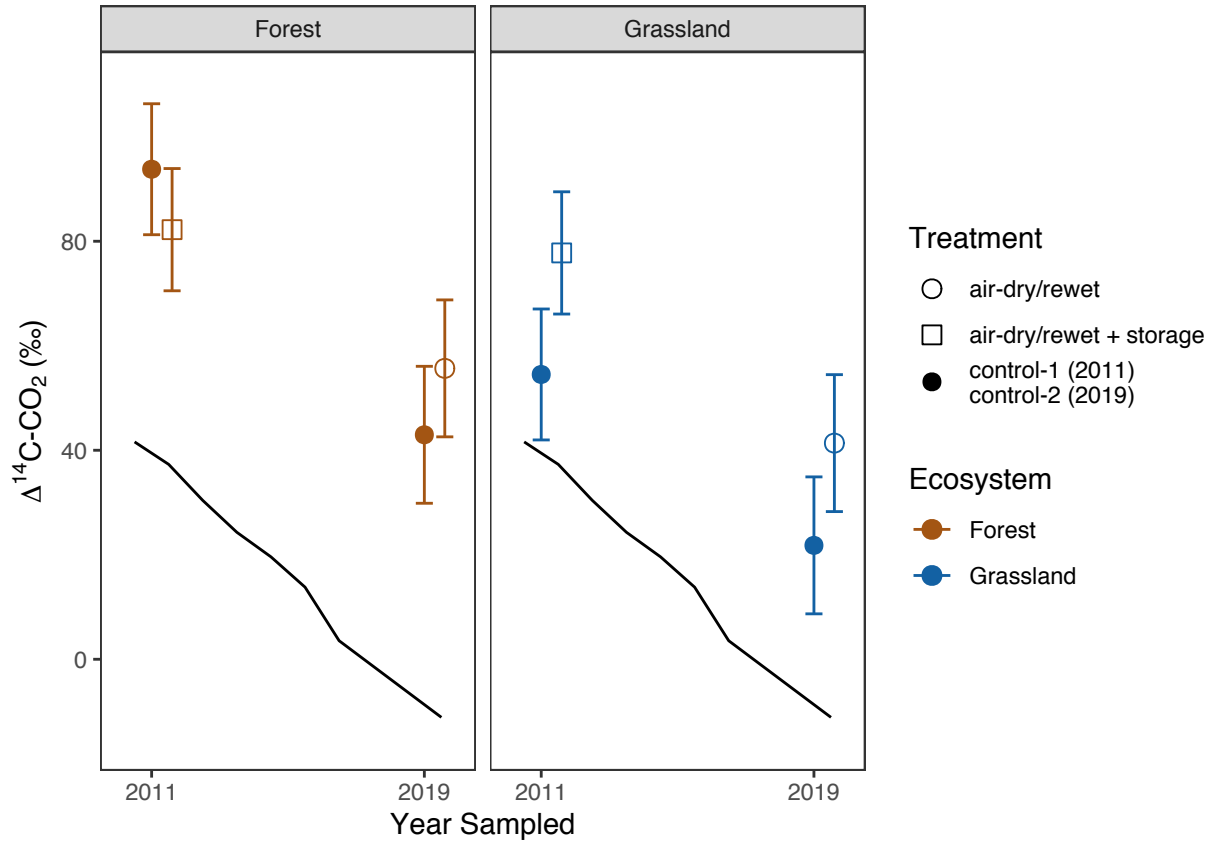 Forest
Grassland
80
40
0
Δ¹⁴C-CO₂ (‰)
2011
2019
2011
2019
Year Sampled
Treatment
air-dry/rewet
air-dry/rewet + storage
control-1 (2011)
control-2 (2019)
Ecosystem
Forest
Grassland